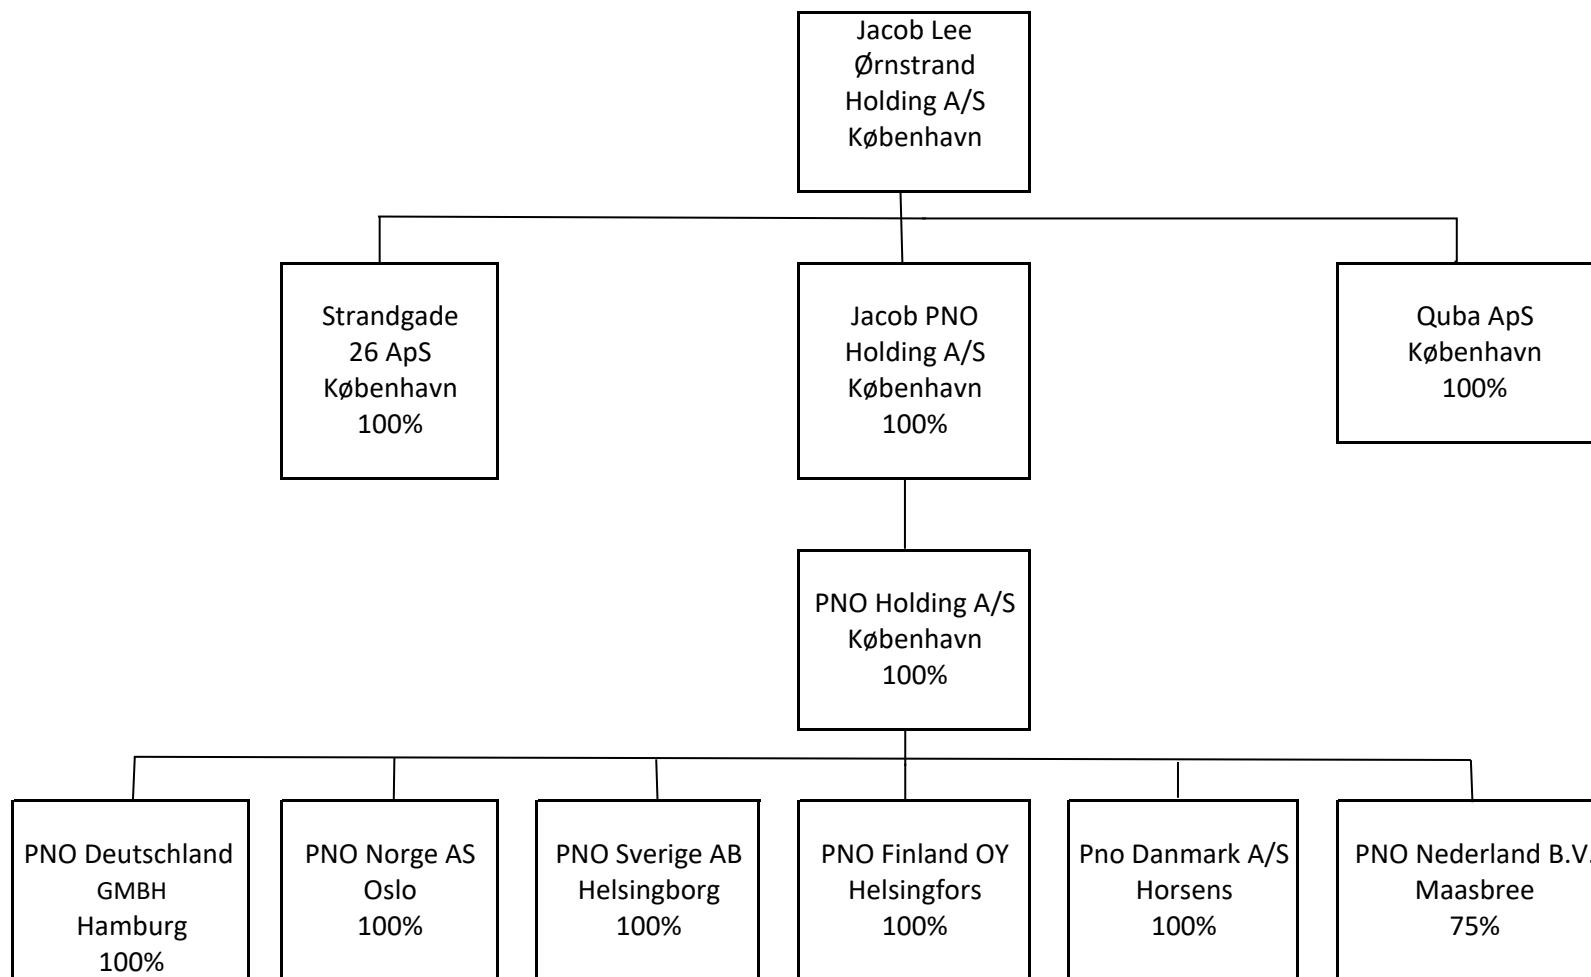 Jacob Lee
Ørnstrand
Holding A/S
København
Strandgade
26 ApS
København
100%
Jacob PNO
Holding A/S
København
100%
Quba ApS
København
100%
PNO Holding A/S
København
100%
PNO Deutschland
GMBH
Hamburg
100%
PNO Norge AS
Oslo
100%
PNO Sverige AB
Helsingborg
100%
PNO Finland OY
Helsingfors
100%
Pno Danmark A/S
Horsens
100%
PNO Nederland B.V.
Maasbree
75%